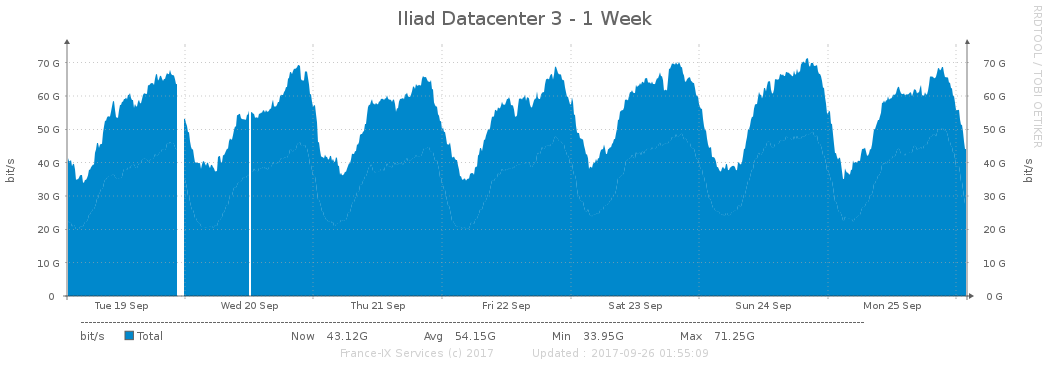 Iliad Datacenter 3 - 1 Week
RRDTOOL / TOBI OETIKER
bit/s
70 G 70 G
60 G 60 G
50 G 50 G
40 G 40 G
30 G 30 G
20 G 20 G
10 G 10 G
0 0 G
bit/s
Tue 19 Sep Wed 20 Sep Thu 21 Sep Fri 22 Sep Sat 23 Sep Sun 24 Sep Mon 25 Sep
bit/s Total Now 43.12G Avg 54.15G Min 33.95G Max 71.25G
France-IX Services (c) 2017 Updated : 2017-09-26 01:55:09